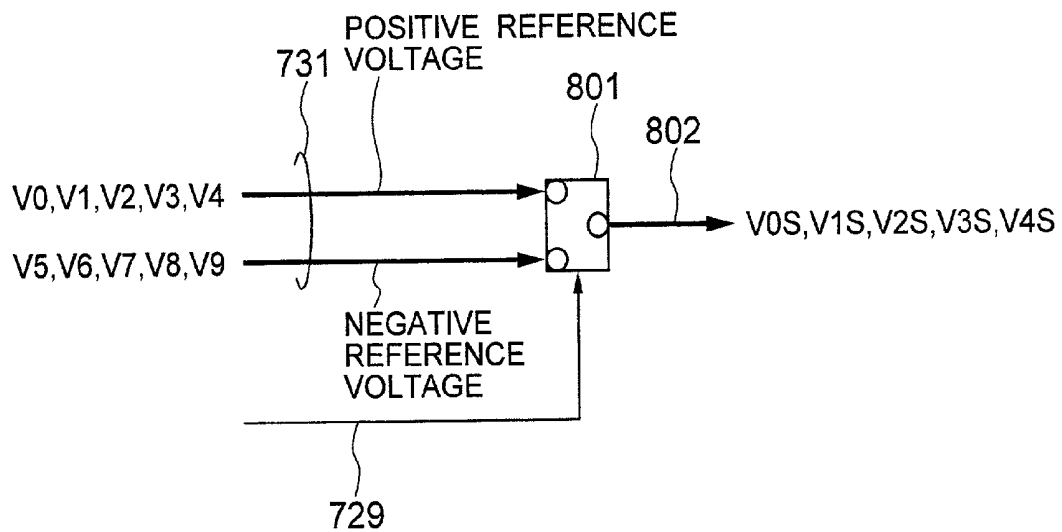 POSITIVE REFERENCE
VOLTAGE
731
801
802
V0,V1,V2,V3,V4
V0S,V1S,V2S,V3S,V4S
V5,V6,V7,V8,V9
NEGATIVE
REFERENCE
VOLTAGE
729